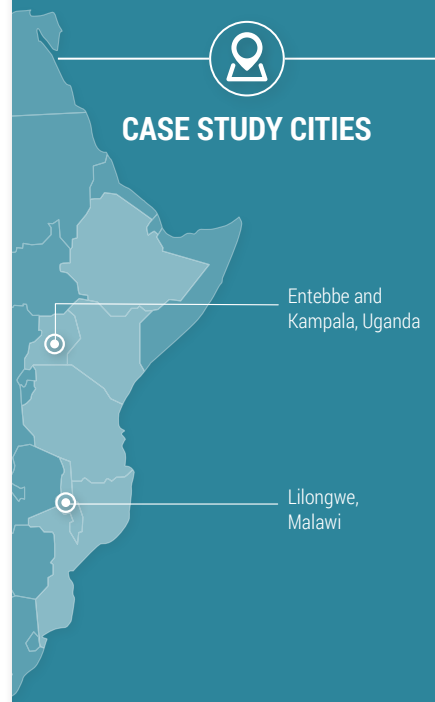 CASE STUDY CITIES
Entebbe and
Kampala, Uganda
Lilongwe,
Malawi